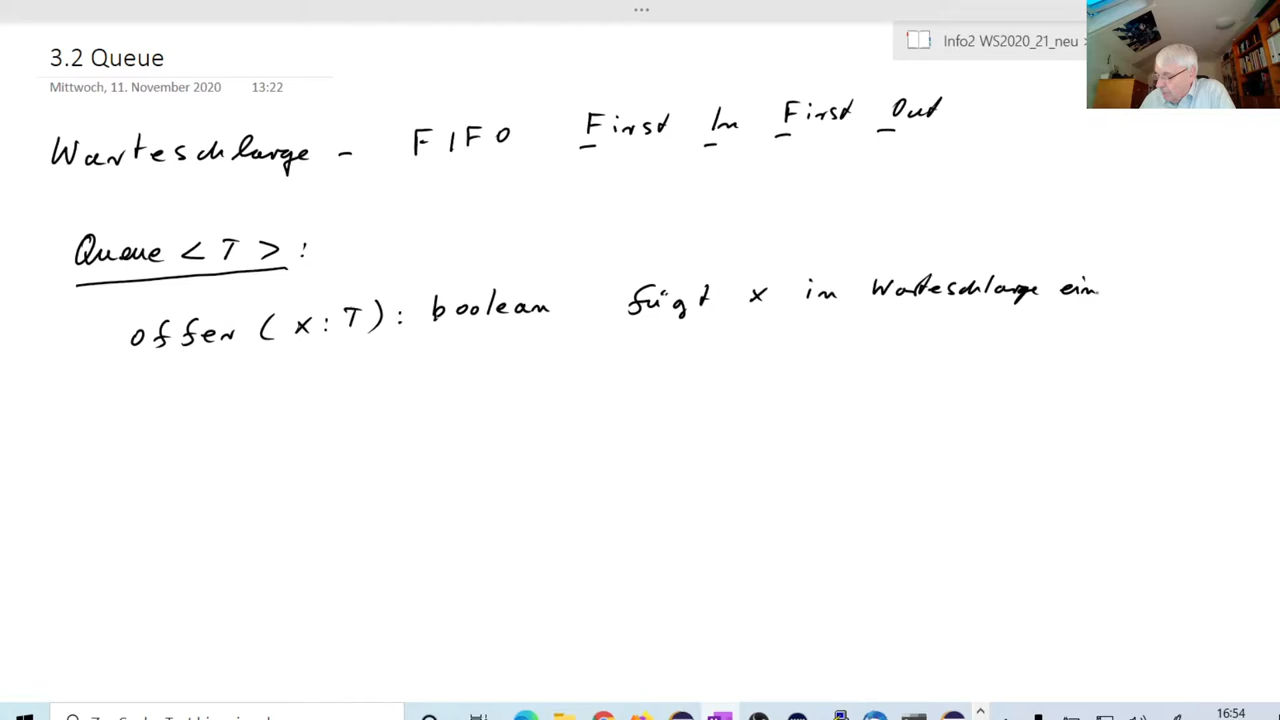 Info2 WS2020_21_neu >
3.2 Queue
Mittwoch, 11. November 2020 13:22
Warteschlange - FIFO First In First Out
Queue < T > :
offer ( x : T ) : boolean fügt x in Warteschlange ein
16:54